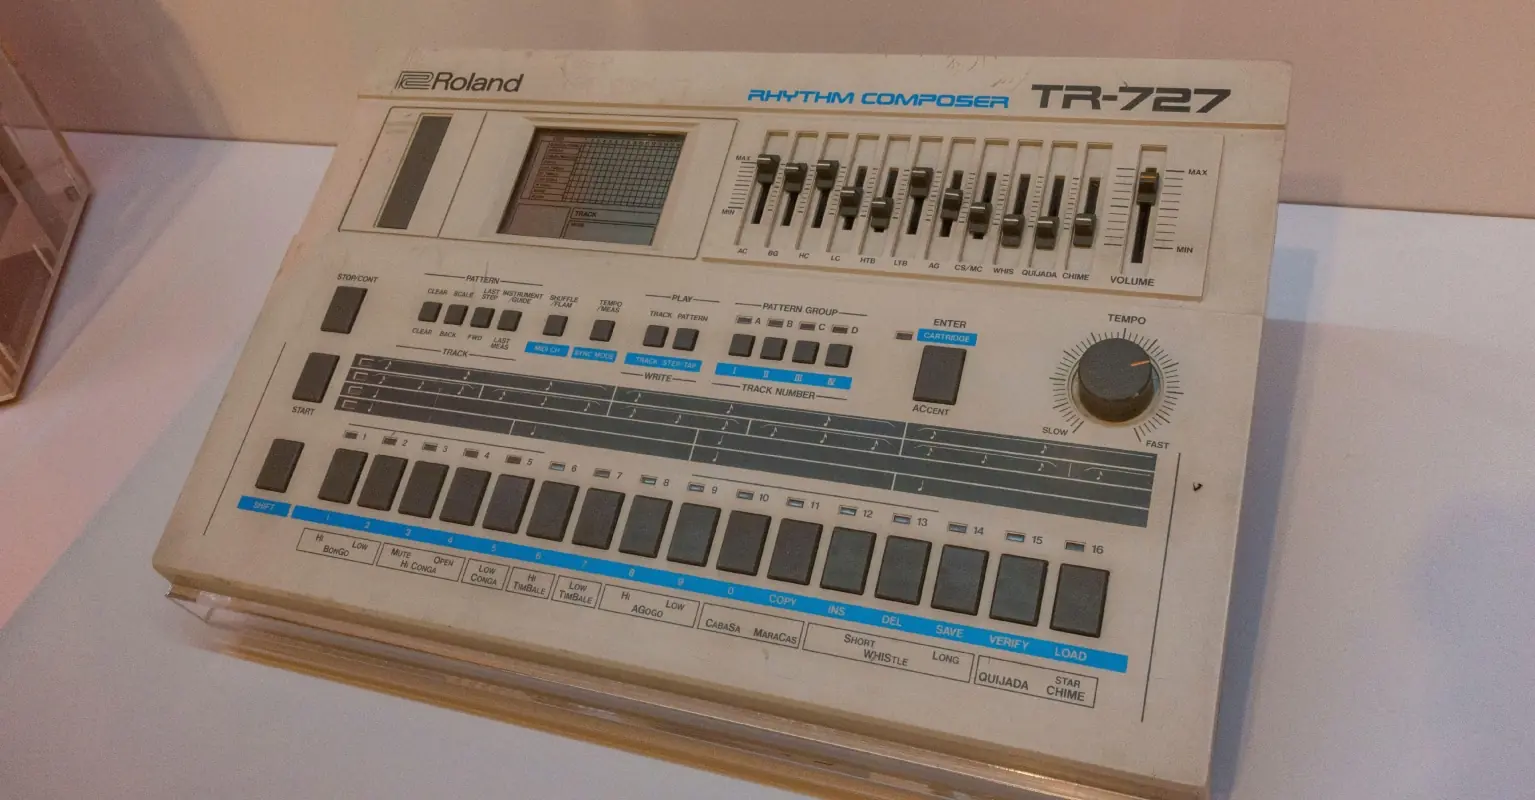 Roland
RHYTHM COMPOSER TR-727
MAX
MIN
AC BG HC LC HTB LTB AG CS/MC WHIS QUIJADA CHIME
MAX
MIN
VOLUME
TRACK
STOP/CONT
PATTERN
CLEAR SCALE LAST STEP INSTRUMENT /GUIDE
SHUFFLE /FLAM
TEMPO /MEAS
CLEAR BACK FWD LAST MEAS
TRACK
MIDI CH SYNC MODE
PLAY
TRACK PATTERN
TRACK STEP/TAP
WRITE
PATTERN GROUP
A B C D
I II III IV
TRACK NUMBER
ENTER
CARTRIDGE
ACCENT
TEMPO
SLOW FAST
START
1 2 3 4 5 6 7 8 9 10 11 12 13 14 15 16
SHIFT
1 2 3 4 5 6 7 8 9 0 COPY INS DEL SAVE VERIFY LOAD
Hi Low
BONGO
MUTE OPEN
Hi CONGA
LOW
CONGA
Hi
TIMBALE
LOW
TIMBALE
Hi LOW
AGOGO
CABASA MARACAS
SHORT LONG
WHISTLE
QUIJADA
STAR
CHIME